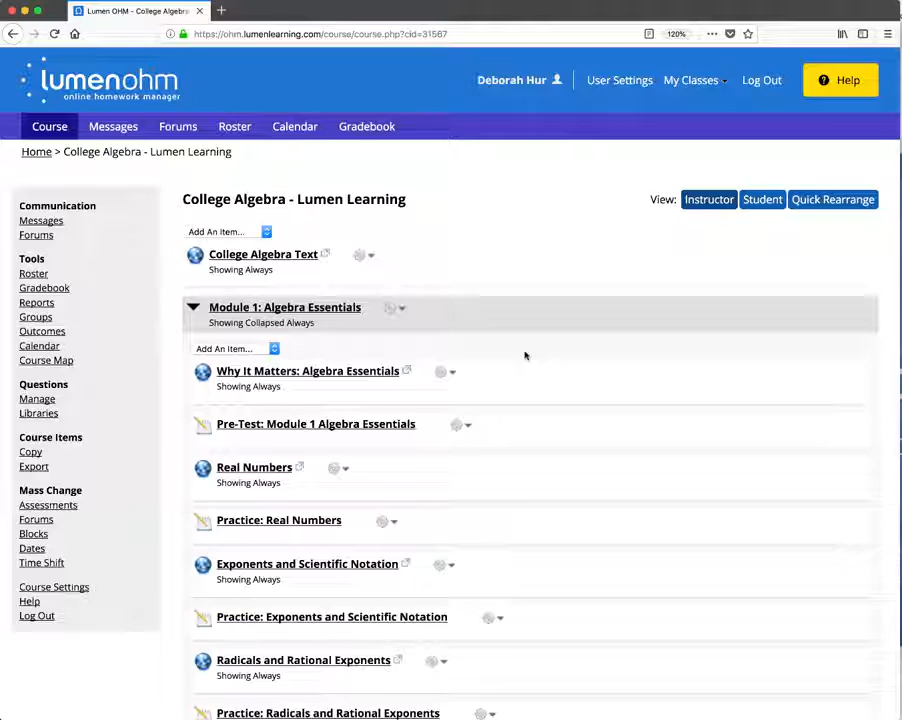 Lumen OHM - College Algebra
https://ohm.lumenlearning.com/course/course.php?cid=31567
120%
lumenohm
online homework manager
Deborah Hur
User Settings
My Classes
Log Out
Help
Course
Messages
Forums
Roster
Calendar
Gradebook
Home > College Algebra - Lumen Learning
Communication
Messages
Forums
Tools
Roster
Gradebook
Reports
Groups
Outcomes
Calendar
Course Map
Questions
Manage
Libraries
Course Items
Copy
Export
Mass Change
Assessments
Forums
Blocks
Dates
Time Shift
Course Settings
Help
Log Out
College Algebra - Lumen Learning
View: Instructor Student Quick Rearrange
Add An Item...
College Algebra Text
Showing Always
Module 1: Algebra Essentials
Showing Collapsed Always
Add An Item...
Why It Matters: Algebra Essentials
Showing Always
Pre-Test: Module 1 Algebra Essentials
Real Numbers
Showing Always
Practice: Real Numbers
Exponents and Scientific Notation
Showing Always
Practice: Exponents and Scientific Notation
Radicals and Rational Exponents
Showing Always
Practice: Radicals and Rational Exponents